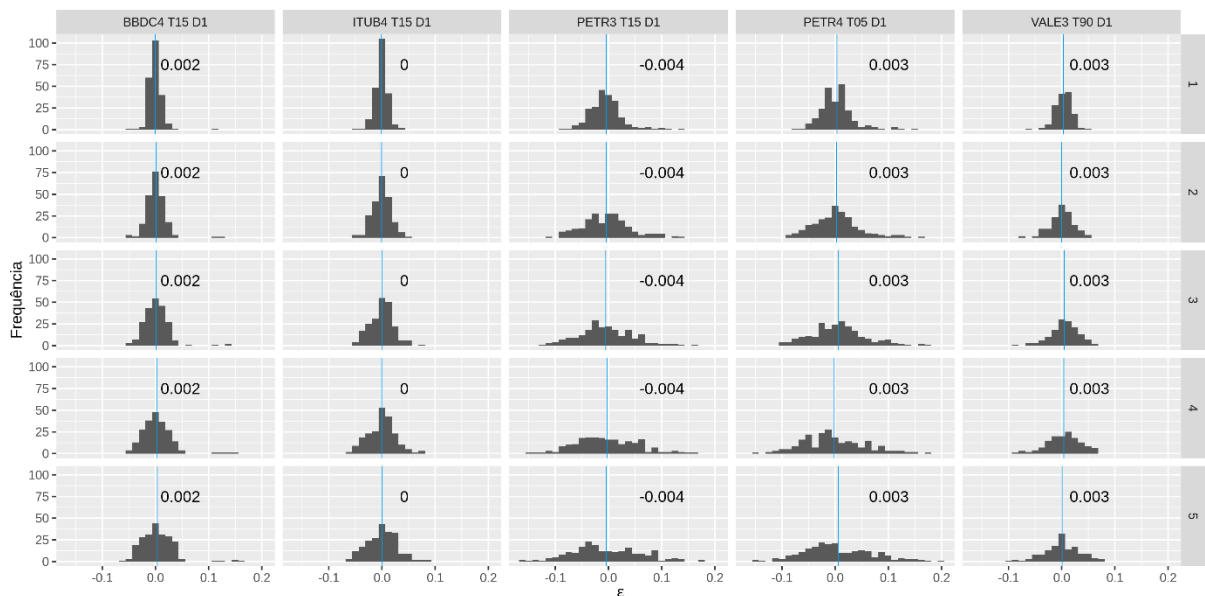 BBDC4 T15 D1 ITUB4 T15 D1 PETR3 T15 D1 PETR4 T05 D1 VALE3 T90 D1
100 0.002 0 -0.004 0.003 0.003 1
75
50
25
0
100 0.002 0 -0.004 0.003 0.003 2
75
50
25
0
Frequência
100 0.002 0 -0.004 0.003 0.003 3
75
50
25
0
100 0.002 0 -0.004 0.003 0.003 4
75
50
25
0
100 0.002 0 -0.004 0.003 0.003 5
75
50
25
0
-0.1 0.0 0.1 0.2 -0.1 0.0 0.1 0.2 -0.1 0.0 0.1 0.2 -0.1 0.0 0.1 0.2 -0.1 0.0 0.1 0.2
ε